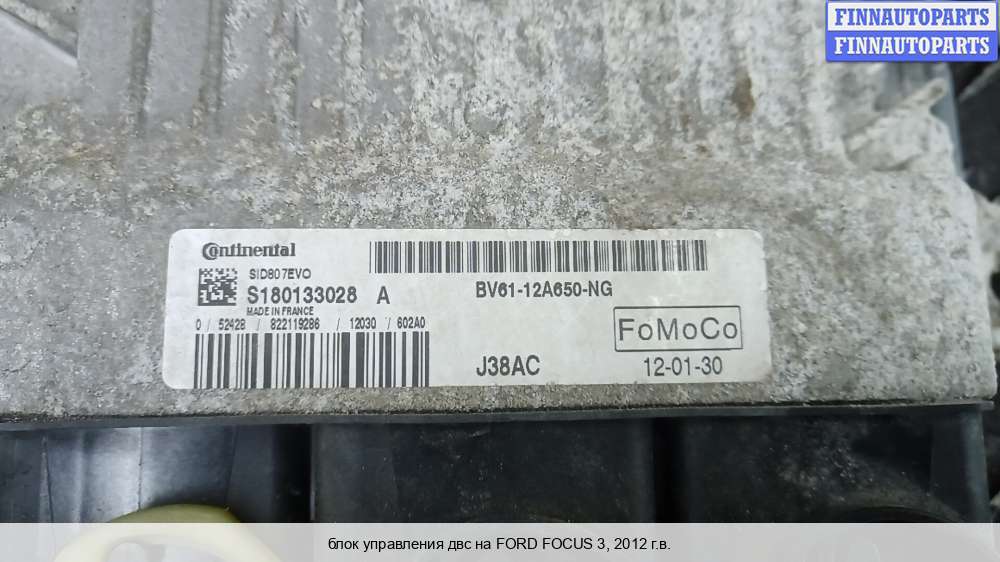 FINNAUTOPARTS
FINNAUTOPARTS
Continental
SID807EVO
S180133028 A
MADE IN FRANCE
0 / 52428 / 822119286 / 12030 / 602A0
BV61-12A650-NG
FoMoCo
J38AC
12-01-30
блок управления двс на FORD FOCUS 3, 2012 г.в.